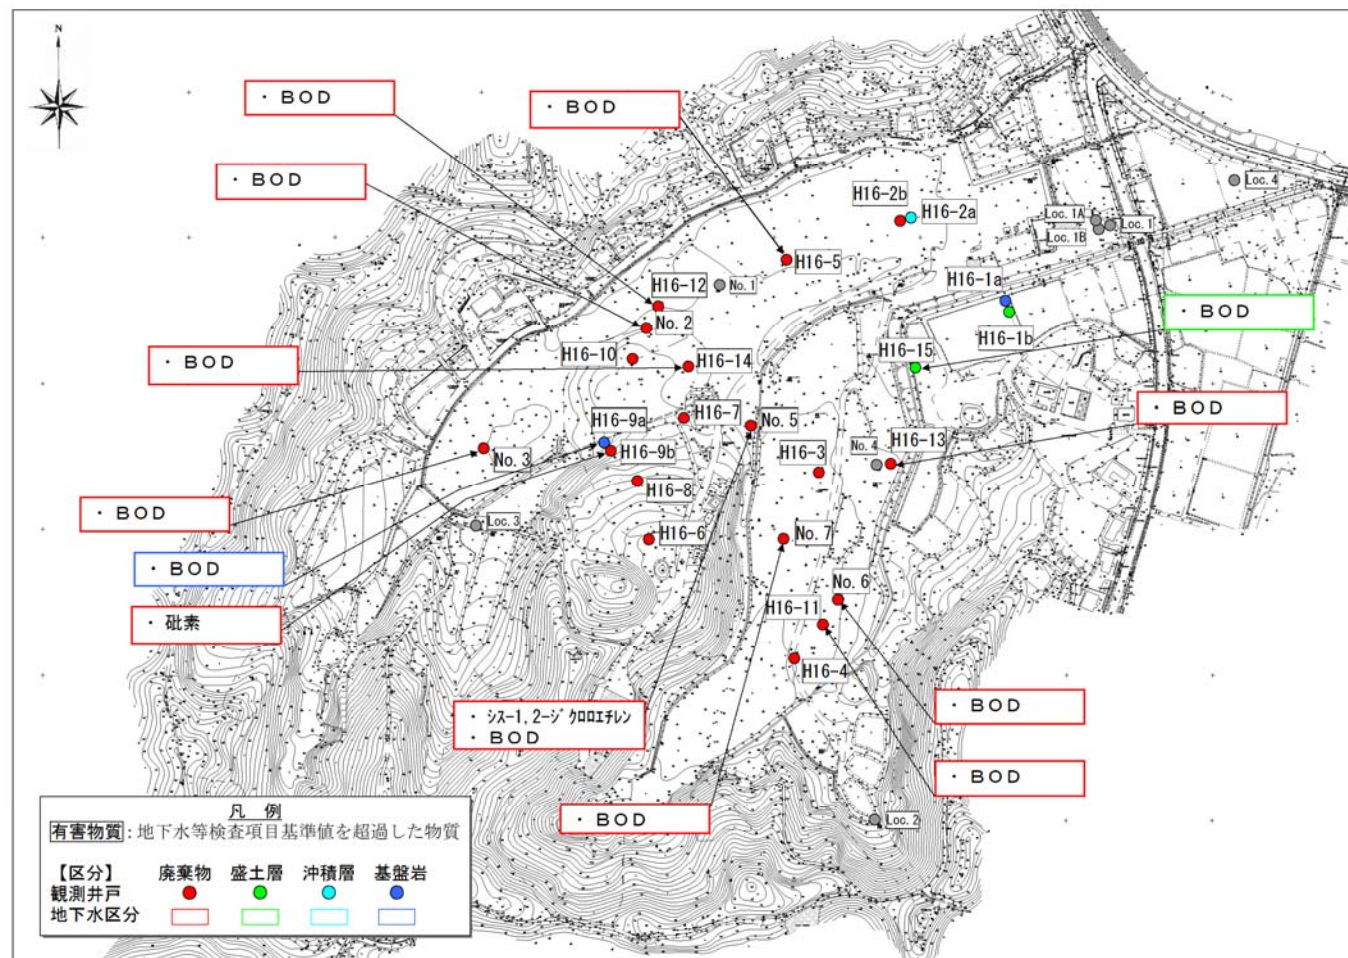 N
・ＢＯＤ
・ＢＯＤ
・ＢＯＤ
H16-2b
H16-2a
Loc.4
Loc.1A
Loc.1
Loc.1B
H16-5
No.1
H16-12
H16-1a
・ＢＯＤ
No.2
H16-1b
H16-10
H16-14
H16-15
・ＢＯＤ
H16-7
No.5
・ＢＯＤ
H16-9a
No.3
H16-9b
H16-3
No.4
H16-13
H16-8
・ＢＯＤ
Loc.3
H16-6
No.7
・ＢＯＤ
No.6
・砒素
H16-11
H16-4
・ｼｽ-1,2-ｼﾞｸﾛﾛｴﾁﾚﾝ
・ＢＯＤ
・ＢＯＤ
・ＢＯＤ
・ＢＯＤ
Loc.2
凡 例
有害物質：地下水等検査項目基準値を超過した物質
【区分】 廃棄物 盛土層 沖積層 基盤岩
観測井戸
地下水区分